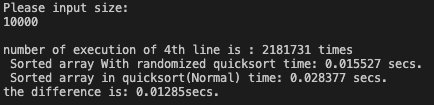 Please input size:
10000
number of execution of 4th line is : 2181731 times
Sorted array With randomized quicksort time: 0.015527 secs.
Sorted array in quicksort(Normal) time: 0.028377 secs.
the difference is: 0.01285secs.